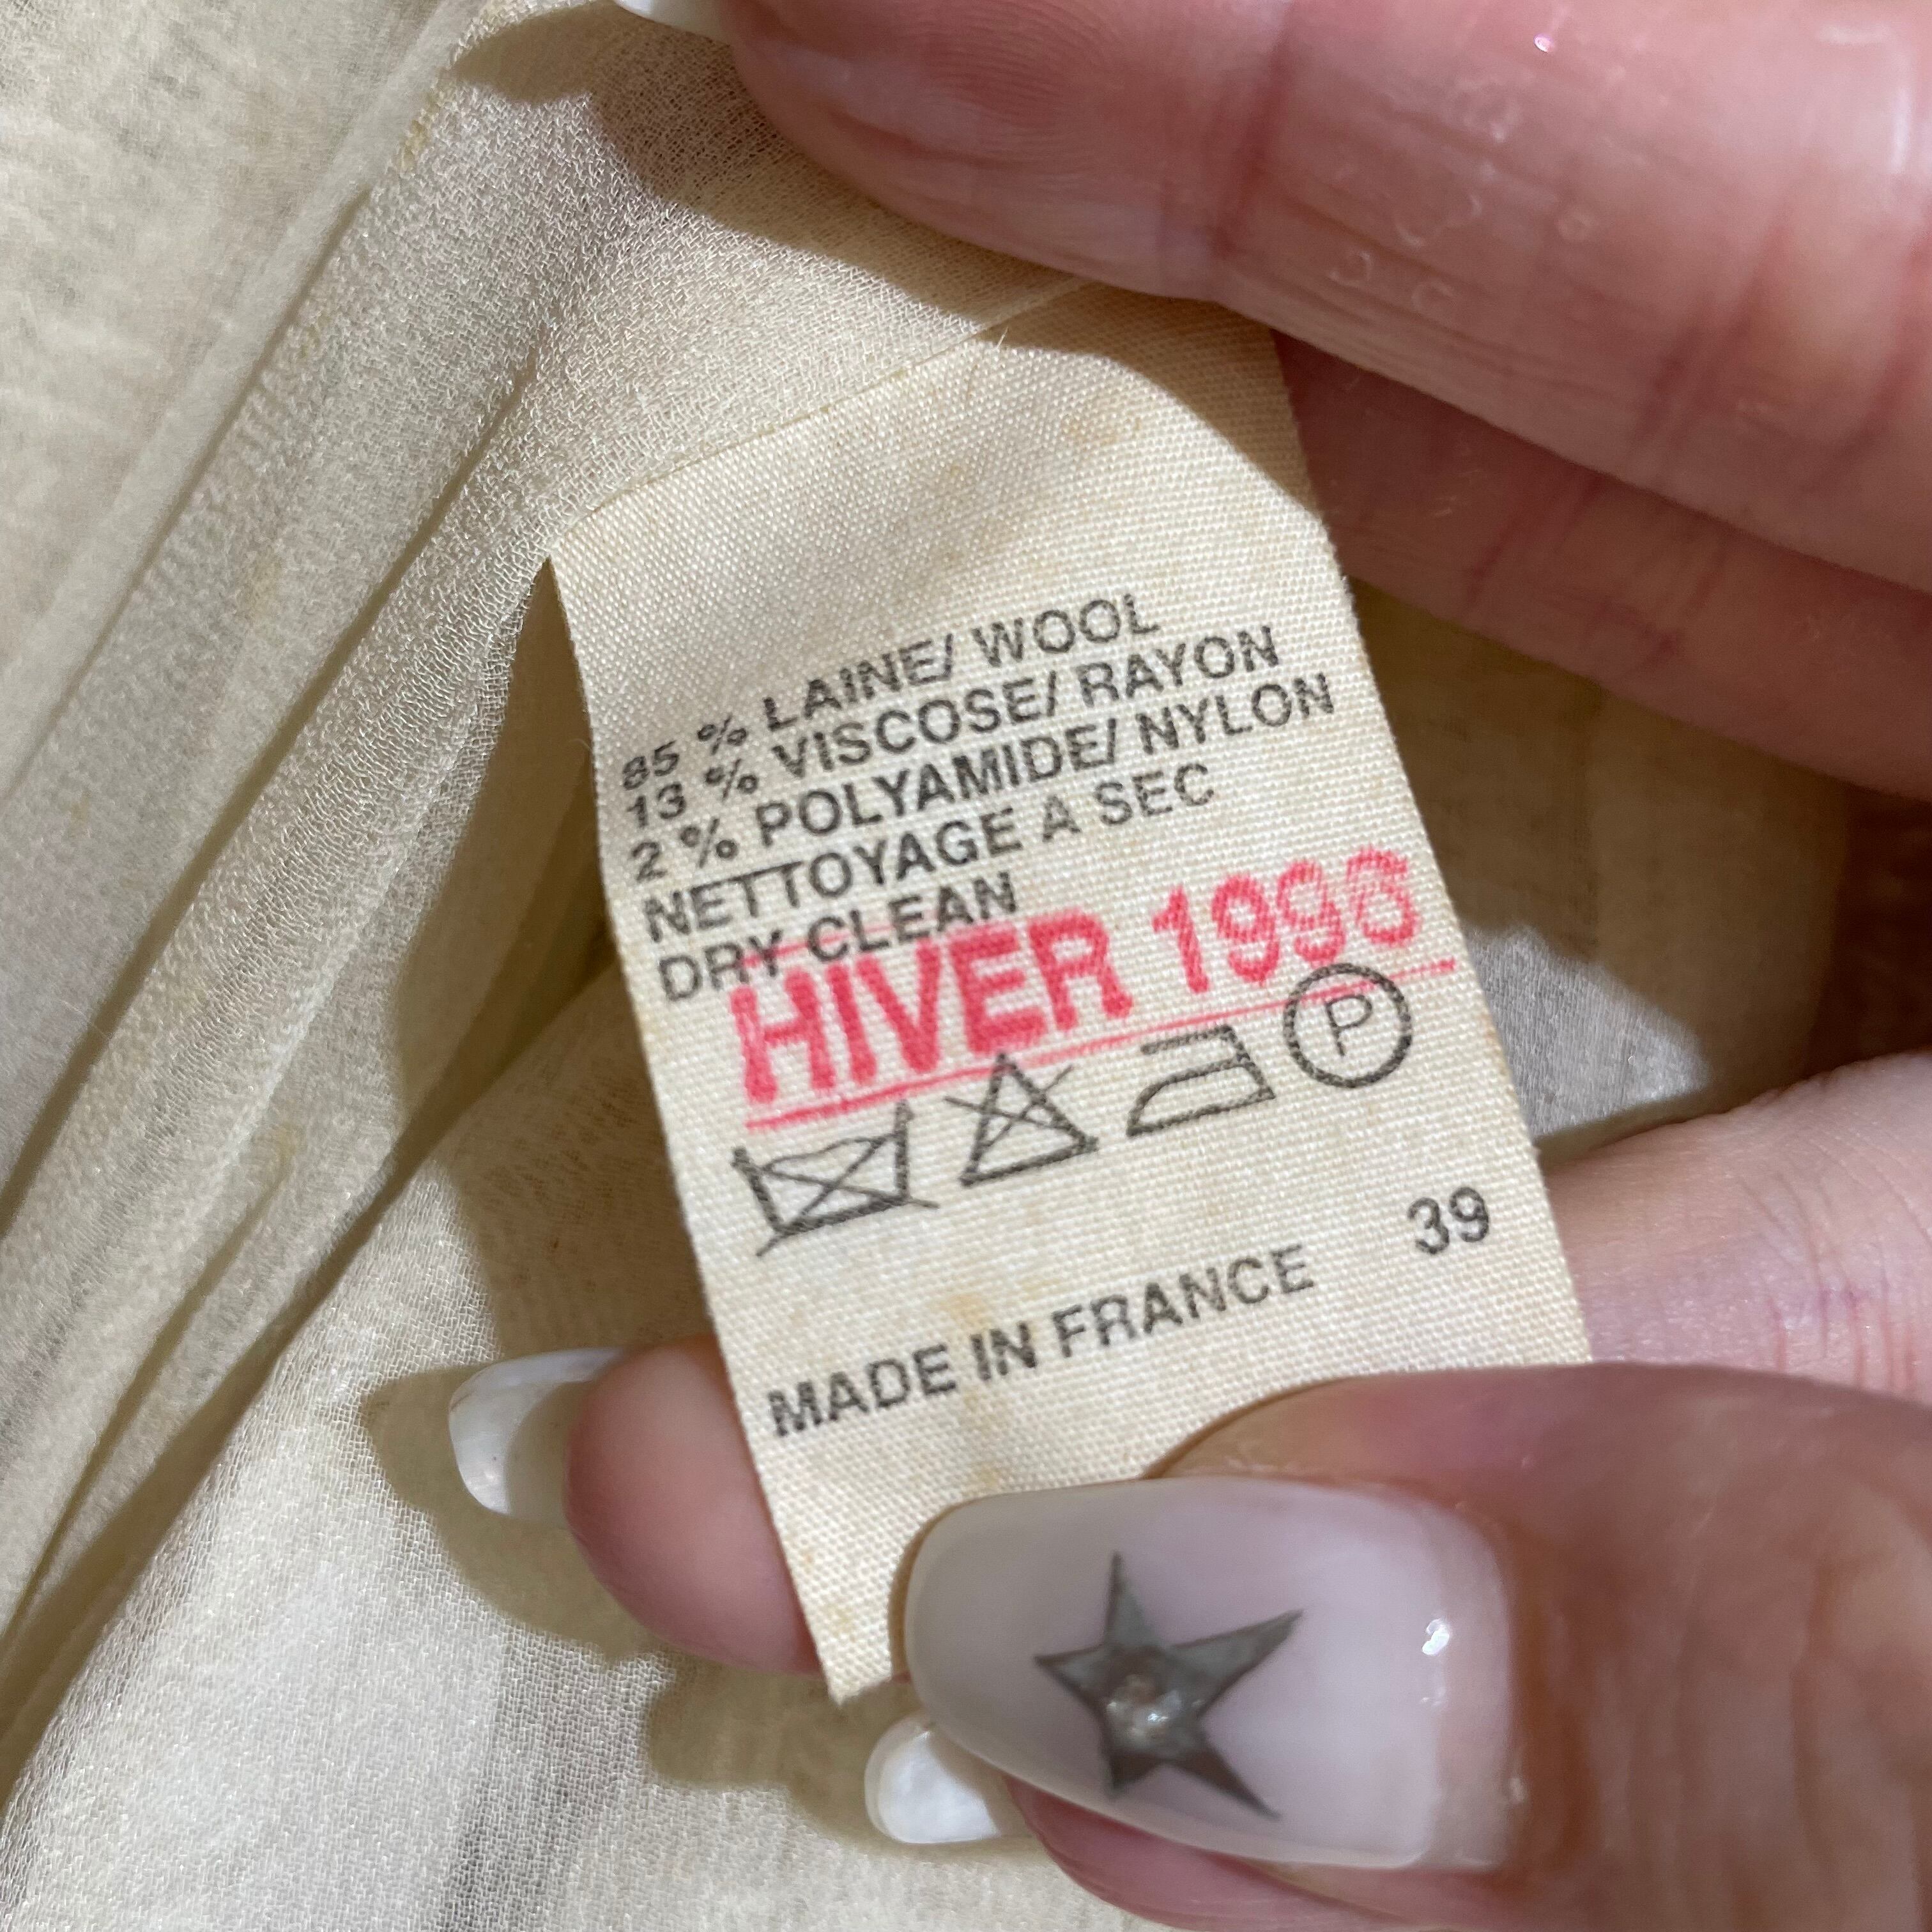 85 % LAINE/ WOOL
13 % VISCOSE/ RAYON
2 % POLYAMIDE/ NYLON
NETTOYAGE A SEC
DRY CLEAN
HIVER 1996
P
39
MADE IN FRANCE